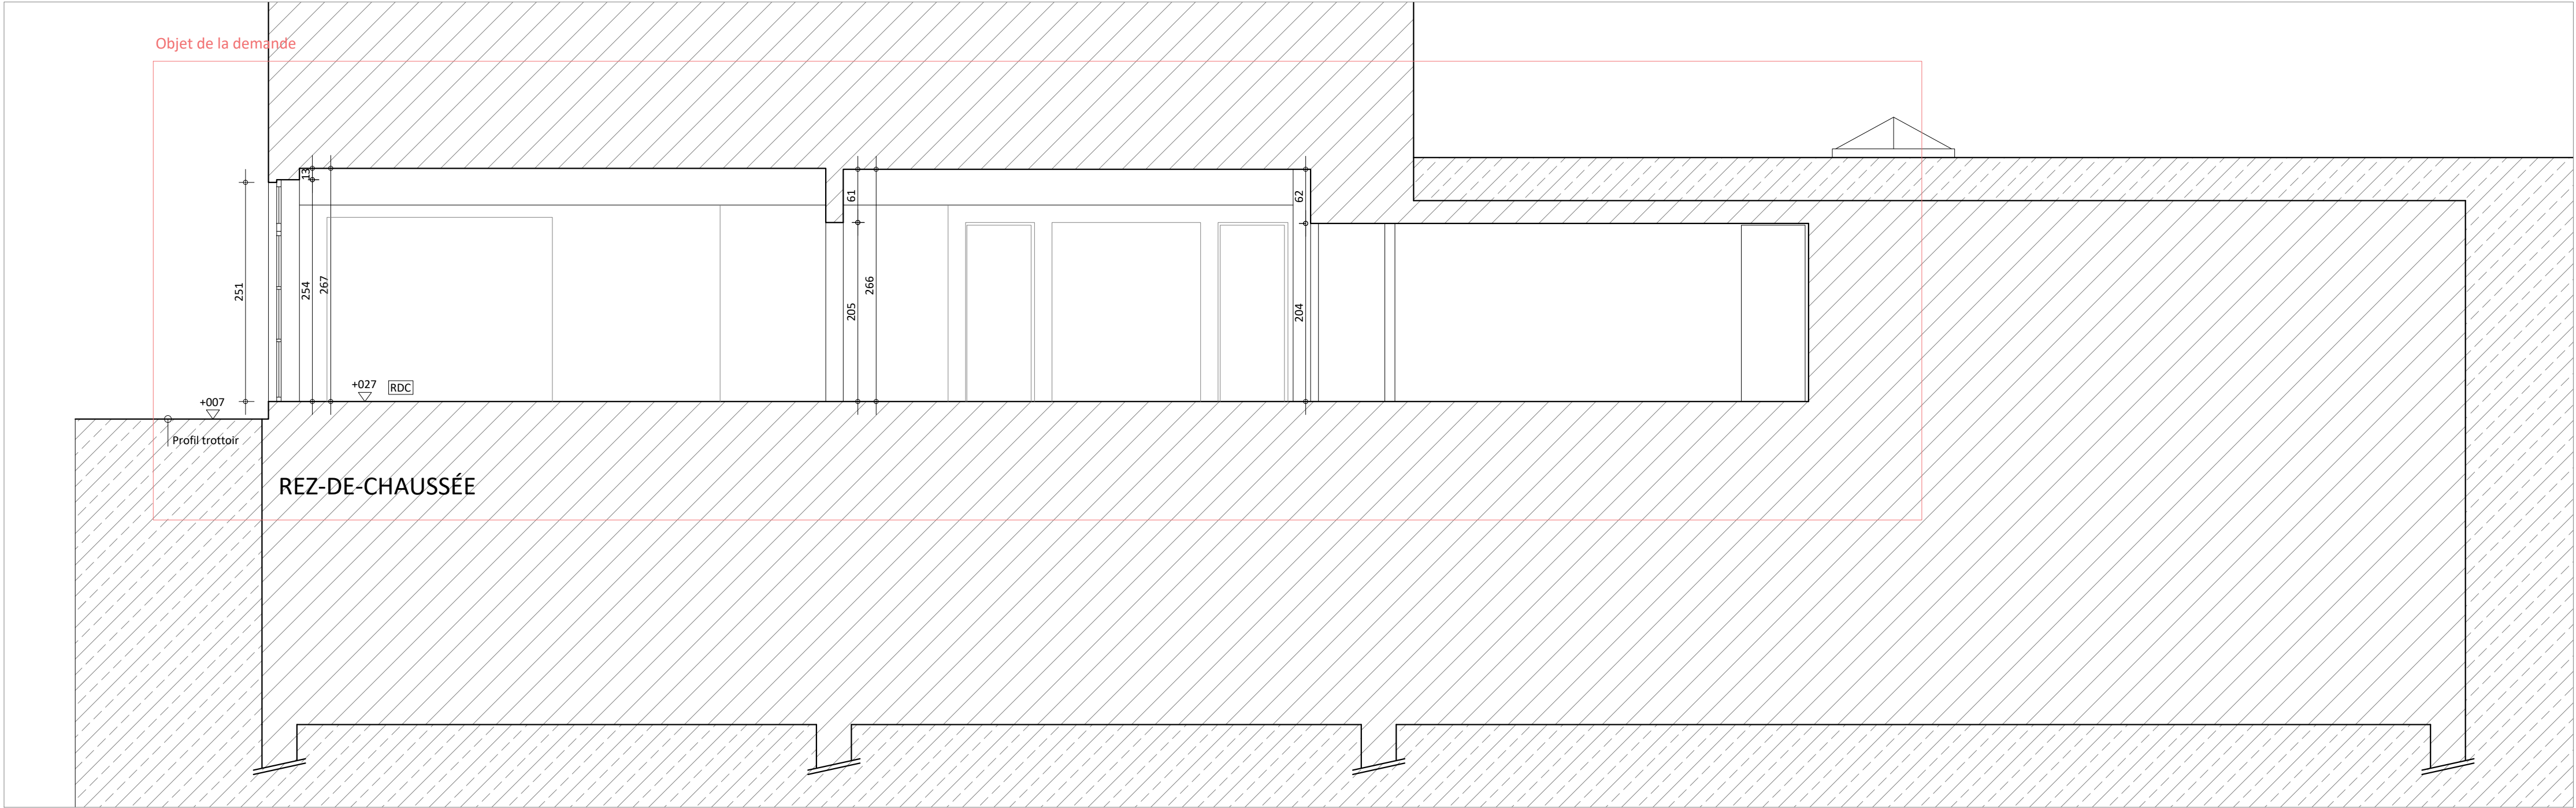 Objet de la demande
13
61
62
251
254
267
205
266
204
+027
RDC
+007
Profil trottoir
REZ-DE-CHAUSSÉE